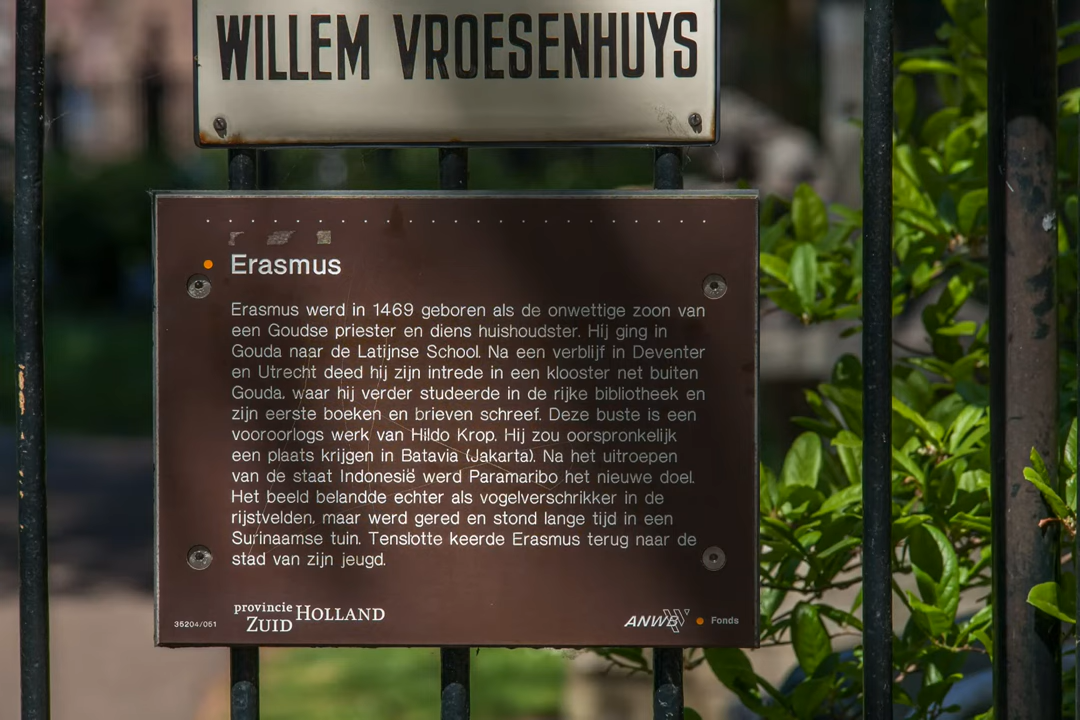 WILLEM VROESENHUYS
Erasmus
Erasmus werd in 1469 geboren als de onwettige zoon van
een Goudse priester en diens huishoudster. Hij ging in
Gouda naar de Latijnse School. Na een verblijf in Deventer
en Utrecht deed hij zijn intrede in een klooster net buiten
Gouda, waar hij verder studeerde in de rijke bibliotheek en
zijn eerste boeken en brieven schreef. Deze buste is een
vooroorlogs werk van Hildo Krop. Hij zou oorspronkelijk
een plaats krijgen in Batavia (Jakarta). Na het uitroepen
van de staat Indonesië werd Paramaribo het nieuwe doel.
Het beeld belandde echter als vogelverschrikker in de
rijstvelden, maar werd gered en stond lange tijd in een
Surinaamse tuin. Tenslotte keerde Erasmus terug naar de
stad van zijn jeugd.
35204/051
provincie HOLLAND
ZUID
ANWB Fonds